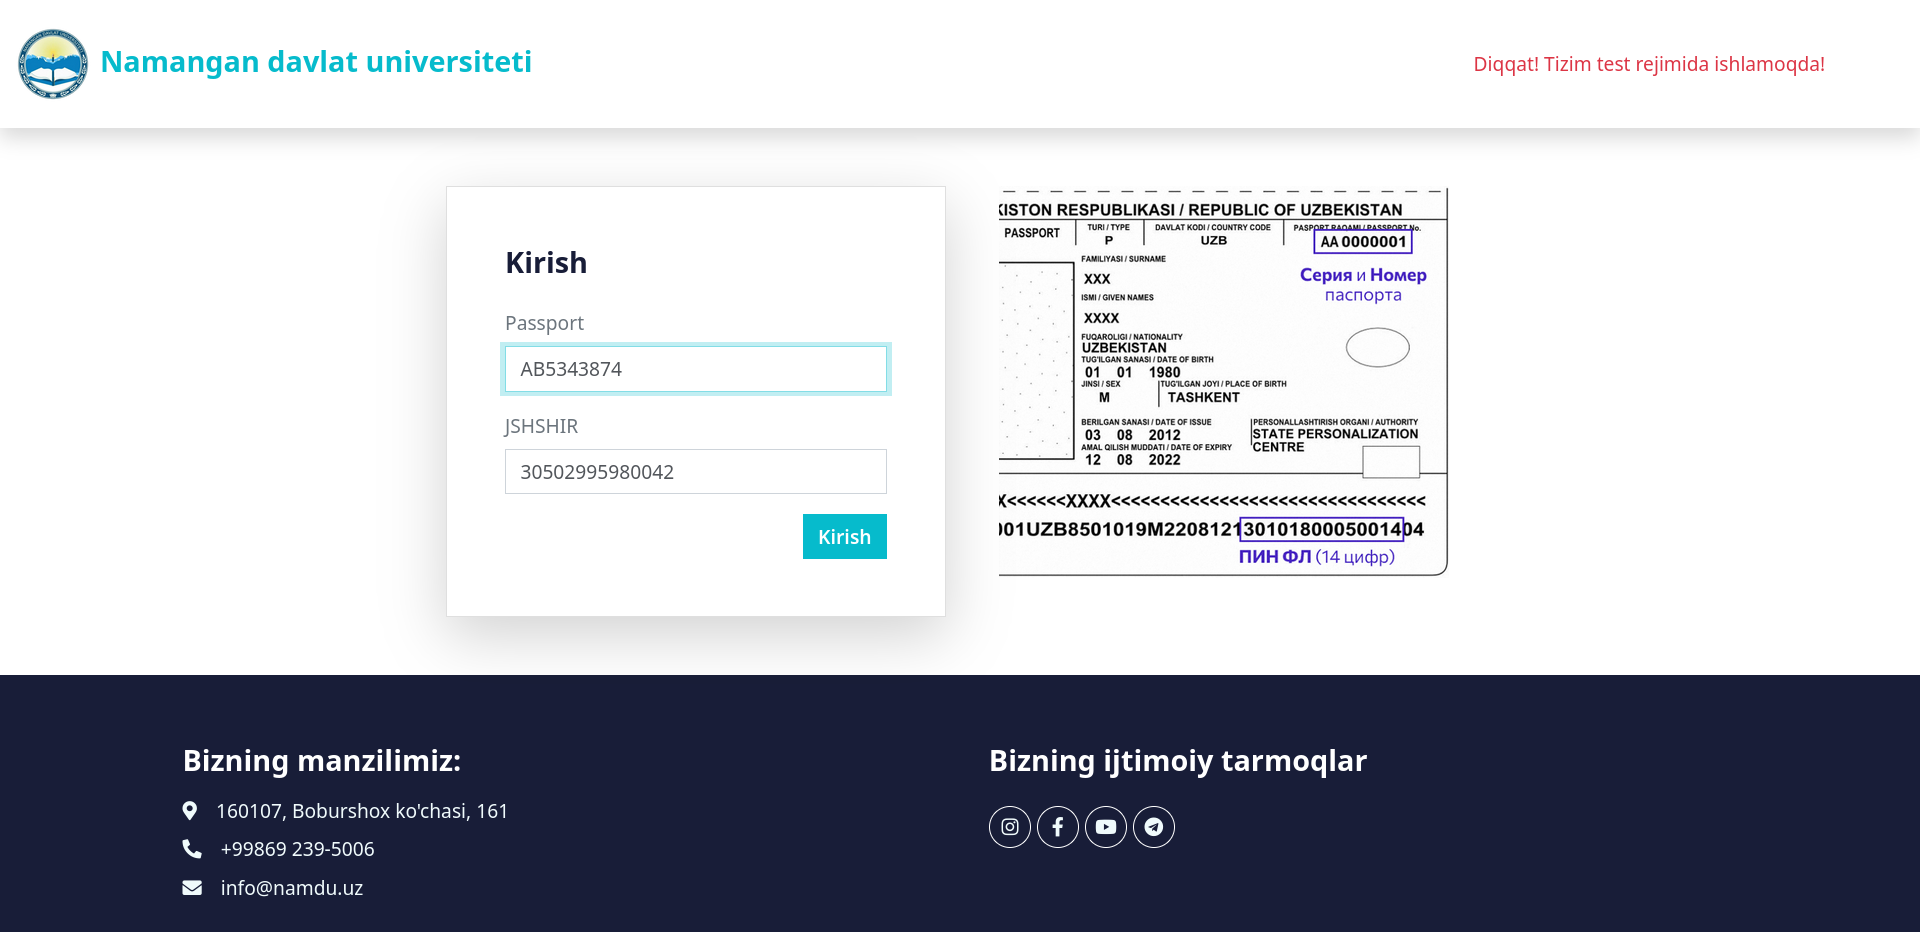 Namangan davlat universiteti
Diqqat! Tizim test rejimida ishlamoqda!
Kirish
Passport
AB5343874
JSHSHIR
30502995980042
Kirish
KISTON RESPUBLIKASI / REPUBLIC OF UZBEKISTAN
PASSPORT
TURI / TYPE
P
DAVLAT KODI / COUNTRY CODE
UZB
PASPORT RAQAMI / PASSPORT No.
AA 0000001
Серия и Номер
паспорта
FAMILIYASI / SURNAME
XXX
ISMI / GIVEN NAMES
XXXX
FUQAROLIGI / NATIONALITY
UZBEKISTAN
TUG'ILGAN SANASI / DATE OF BIRTH
01 01 1980
JINSI / SEX
M
TUG'ILGAN JOYI / PLACE OF BIRTH
TASHKENT
BERILGAN SANASI / DATE OF ISSUE
03 08 2012
AMAL QILISH MUDDATI / DATE OF EXPIRY
12 08 2022
PERSONALLASHTIRISH ORGANI / AUTHORITY
STATE PERSONALIZATION
CENTRE
X<<<<<<XXXX<<<<<<<<<<<<<<<<<<<<<<<<<<<<<<<<
001UZB8501019M22081213010180005001404
ПИН ФЛ (14 цифр)
Bizning manzilimiz:
160107, Boburshox ko'chasi, 161
+99869 239-5006
info@namdu.uz
Bizning ijtimoiy tarmoqlar